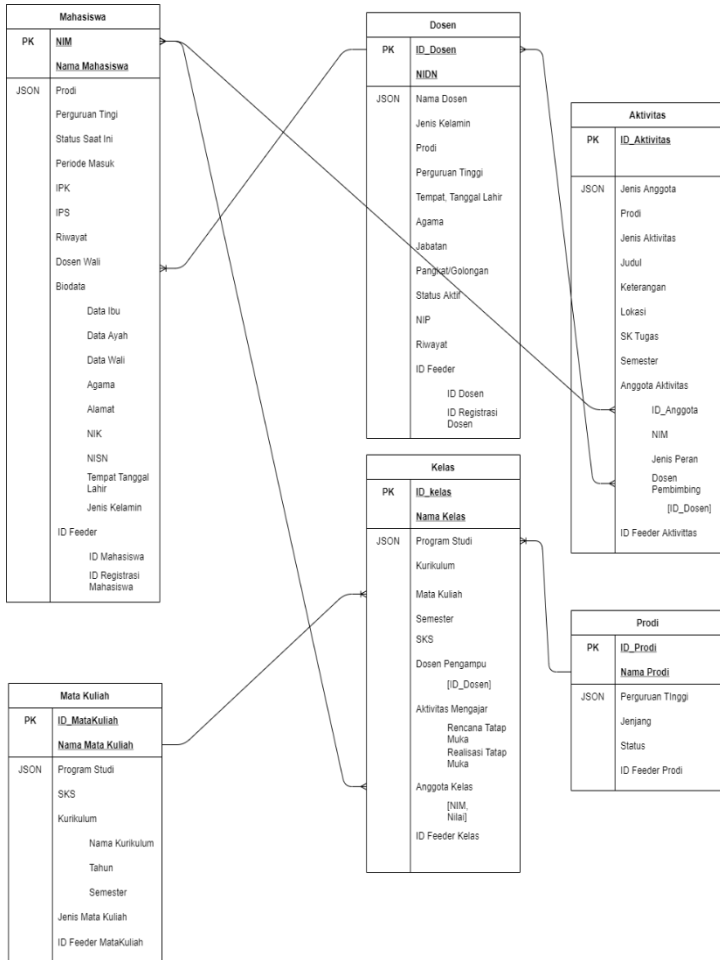 Mahasiswa
PK
NIM
Nama Mahasiswa
JSON
Prodi
Perguruan Tingi
Status Saat Ini
Periode Masuk
IPK
IPS
Riwayat
Dosen Wali
Biodata
Data Ibu
Data Ayah
Data Wali
Agama
Alamat
NIK
NISN
Tempat Tanggal
Lahir
Jenis Kelamin
ID Feeder
ID Mahasiswa
ID Registrasi
Mahasiswa
Dosen
PK
ID_Dosen
NIDN
JSON
Nama Dosen
Jenis Kelamin
Prodi
Perguruan Tinggi
Tempat, Tanggal Lahir
Agama
Jabatan
Pangkat/Golongan
Status Aktif
NIP
Riwayat
ID Feeder
ID Dosen
ID Registrasi
Dosen
Aktivitas
PK
ID_Aktivitas
JSON
Jenis Anggota
Prodi
Jenis Aktivitas
Judul
Keterangan
Lokasi
SK Tugas
Semester
Anggota Aktivitas
ID_Anggota
NIM
Jenis Peran
Dosen
Pembimbing
[ID_Dosen]
ID Feeder Aktivittas
Kelas
PK
ID_kelas
Nama Kelas
JSON
Program Studi
Kurikulum
Mata Kuliah
Semester
SKS
Dosen Pengampu
[ID_Dosen]
Aktivitas Mengajar
Rencana Tatap
Muka
Realisasi Tatap
Muka
Anggota Kelas
[NIM,
Nilai]
ID Feeder Kelas
Prodi
PK
ID_Prodi
Nama Prodi
JSON
Perguruan TInggi
Jenjang
Status
ID Feeder Prodi
Mata Kuliah
PK
ID_MataKuliah
Nama Mata Kuliah
JSON
Program Studi
SKS
Kurikulum
Nama Kurikulum
Tahun
Semester
Jenis Mata Kuliah
ID Feeder MataKuliah